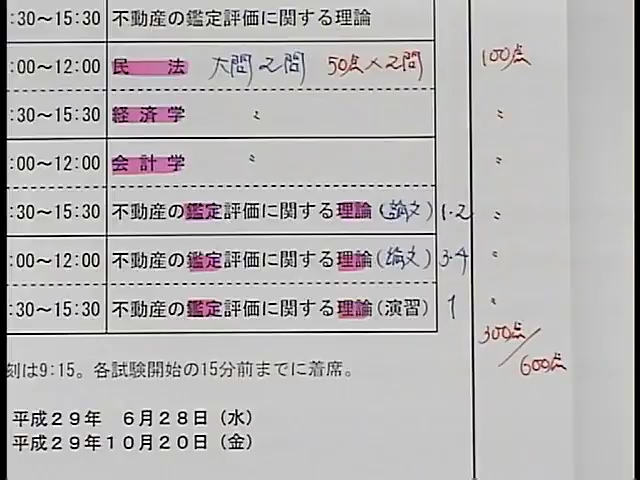 :30～15:30 不動産の鑑定評価に関する理論
:00～12:00 民 法 大問2問 50点×2問 100点
:30～15:30 経 済 学 〃 〃
:00～12:00 会 計 学 〃 〃
:30～15:30 不動産の鑑定評価に関する理論(論文) 1・2 〃
:00～12:00 不動産の鑑定評価に関する理論(論文) 3・4 〃
:30～15:30 不動産の鑑定評価に関する理論(演習) 1 〃
300点/600点
刻は9:15。各試験開始の15分前までに着席。
平成29年 6月28日（水）
平成29年10月20日（金）